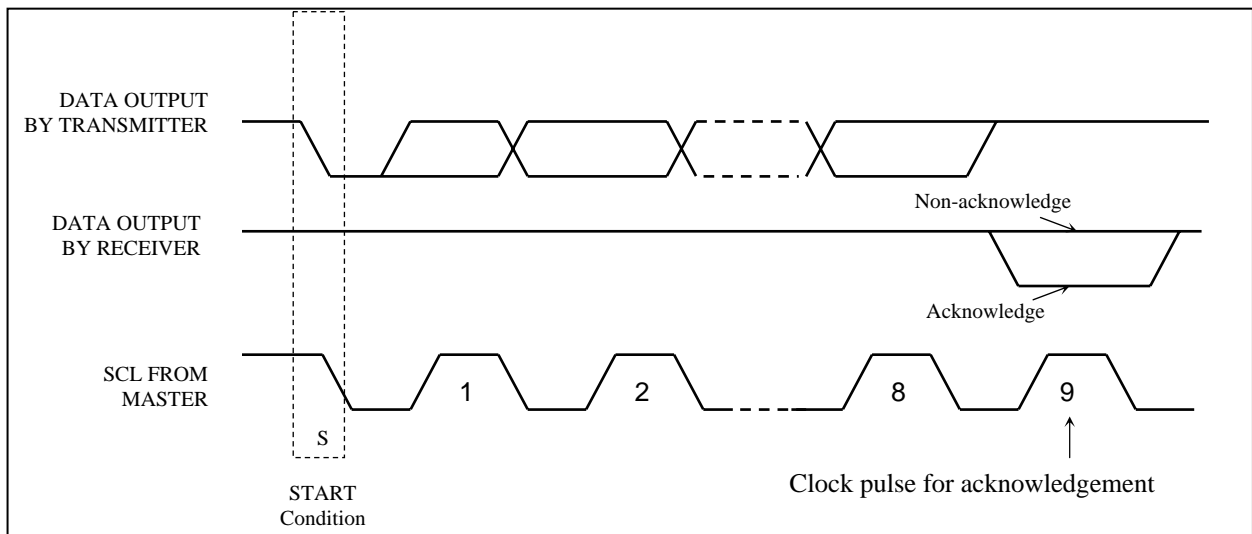 DATA OUTPUT
BY TRANSMITTER
Non-acknowledge
DATA OUTPUT
BY RECEIVER
Acknowledge
SCL FROM
MASTER
1
2
8
9
S
START
Condition
Clock pulse for acknowledgement